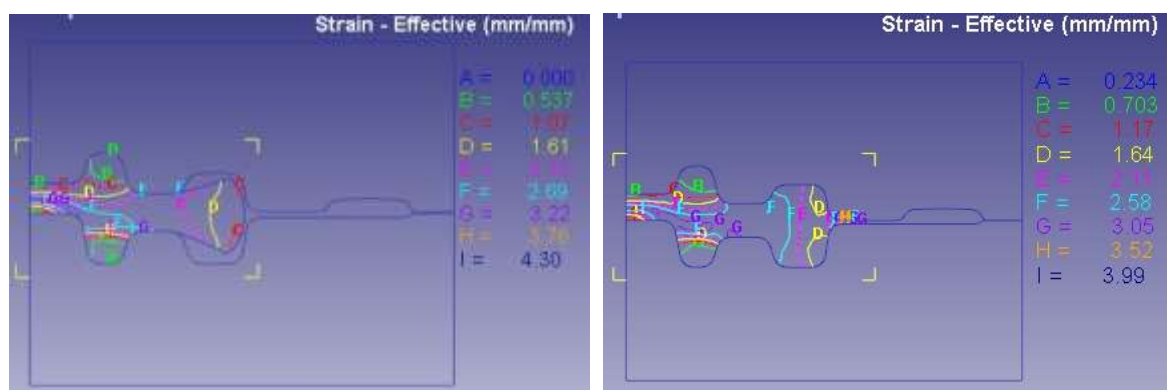 Strain - Effective (mm/mm)
A = 0.000
B = 0.537
C = 1.07
D = 1.61
F = 2.69
G = 3.22
H = 3.76
I = 4.30
Strain - Effective (mm/mm)
A = 0.234
B = 0.703
C = 1.17
D = 1.64
E = 2.11
F = 2.58
G = 3.05
H = 3.52
I = 3.99